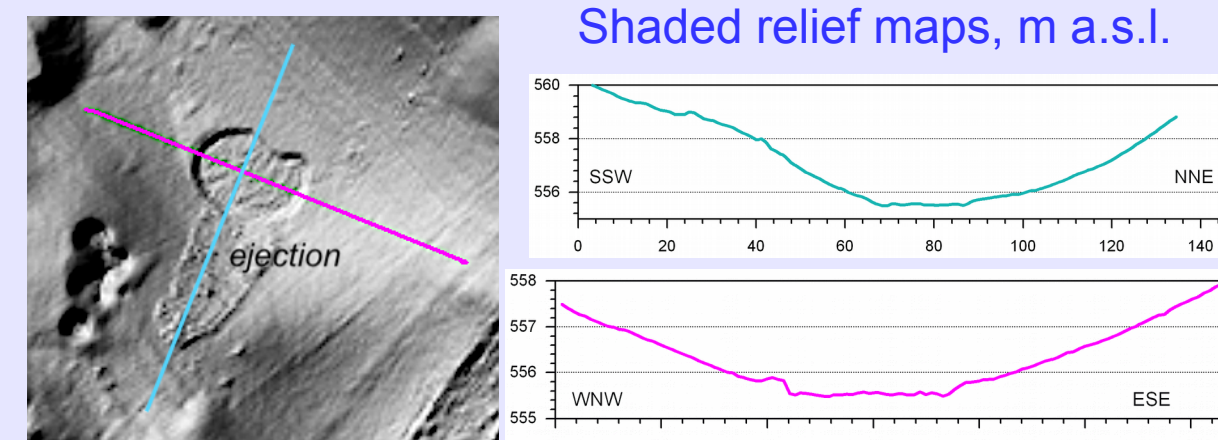 Shaded relief maps, m a.s.l.
ejection
560
558
556
SSW
NNE
0 20 40 60 80 100 120 140
558
557
556
555
WNW
ESE